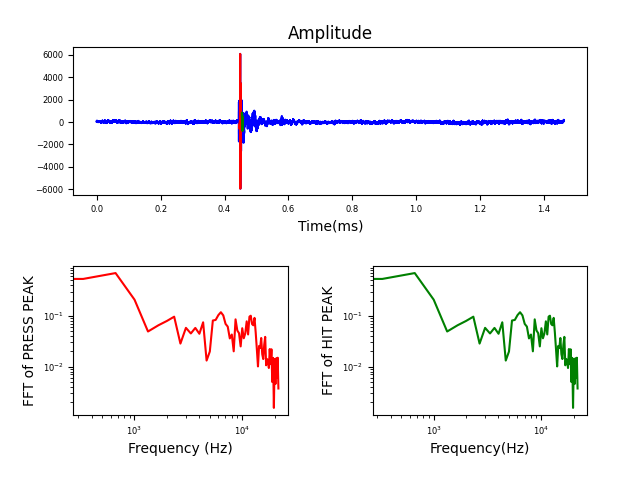 Amplitude
6000
4000
2000
0
−2000
−4000
−6000
0.0 0.2 0.4 0.6 0.8 1.0 1.2 1.4
Time(ms)
FFT of PRESS PEAK
10⁻¹
10⁻²
10³ 10⁴
Frequency (Hz)
FFT of HIT PEAK
10⁻¹
10⁻²
10³ 10⁴
Frequency(Hz)